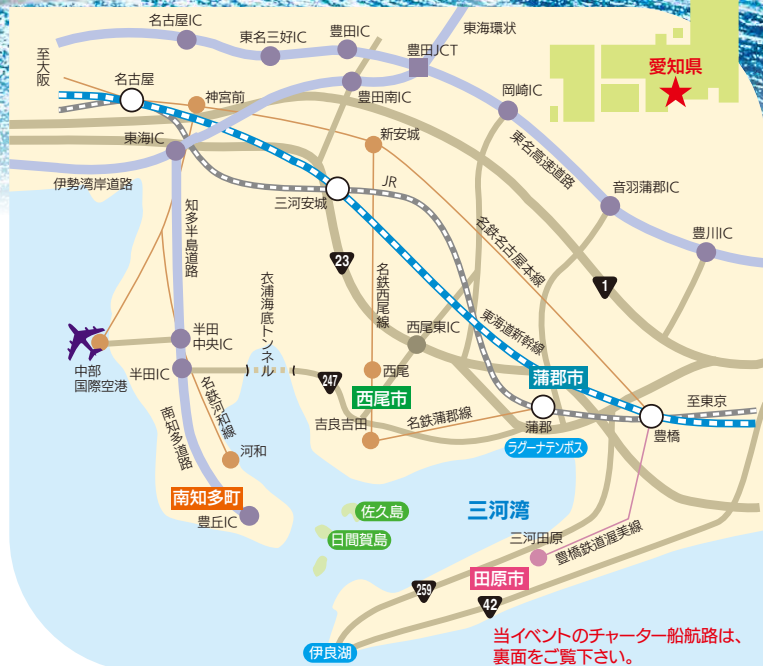 名古屋IC
東名三好IC
豊田IC
東海環状
豊田JCT
愛知県
至大阪
名古屋
神宮前
豊田南IC
岡崎IC
東海IC
新安城
東名高速道路
伊勢湾岸道路
JR
三河安城
音羽蒲郡IC
知多半島道路
名鉄名古屋本線
豊川IC
23
1
衣浦海底トンネル
名鉄西尾線
東海道新幹線
半田
中央IC
西尾東IC
中部
国際空港
半田IC
247
西尾
蒲郡市
西尾市
名鉄河和線
至東京
吉良吉田
名鉄蒲郡線
蒲郡
豊橋
南知多道路
河和
ラグーナテンボス
南知多町
豊丘IC
佐久島
三河湾
日間賀島
三河田原
豊橋鉄道渥美線
田原市
259
42
伊良湖
当イベントのチャーター船航路は、
裏面をご覧下さい。